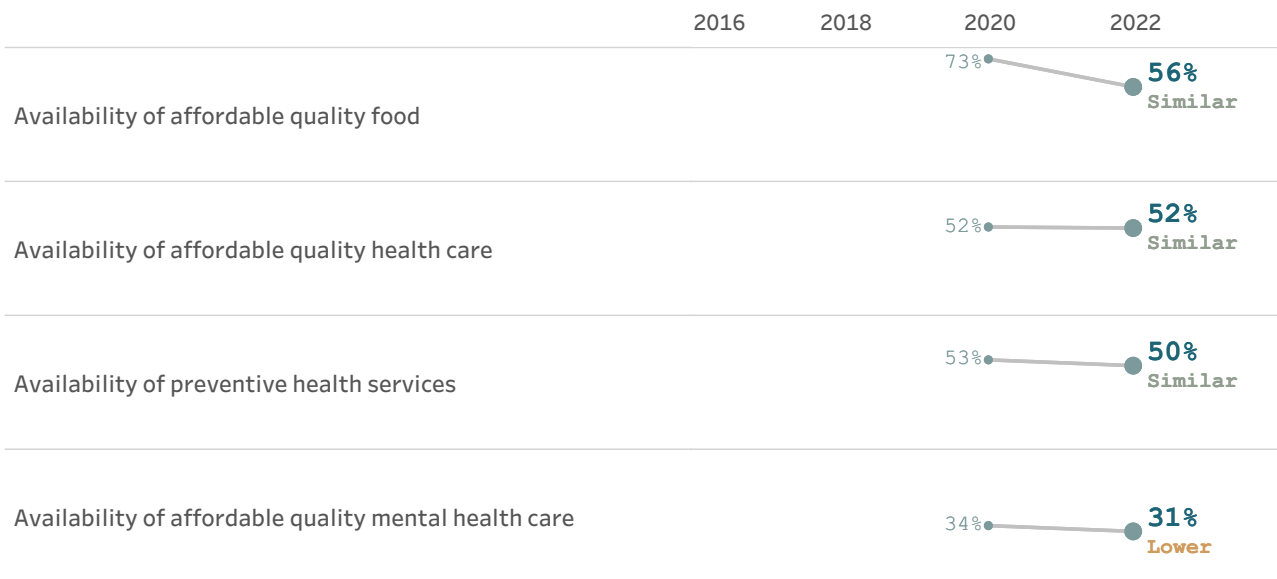 2016 2018 2020 2022
73% 56%
Similar
Availability of affordable quality food
52% 52%
Similar
Availability of affordable quality health care
53% 50%
Similar
Availability of preventive health services
34% 31%
Lower
Availability of affordable quality mental health care